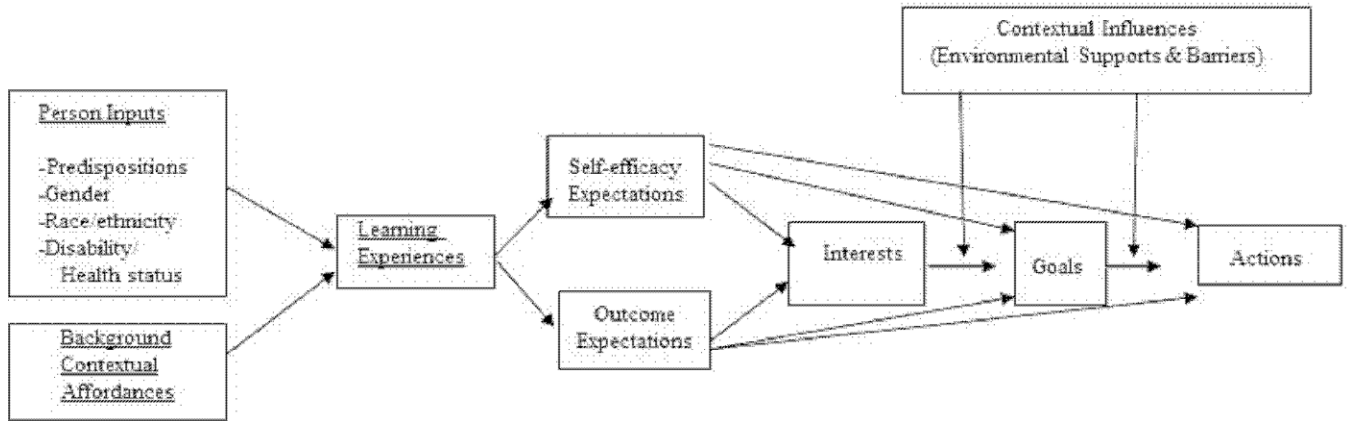 Contextual Influences
(Environmental Supports & Barriers)
Person Inputs
-Predispositions
-Gender
-Race/ethnicity
-Disability/
Health status
Background
Contextual
Affordances
Learning
Experiences
Self-efficacy
Expectations
Outcome
Expectations
Interests
Goals
Actions